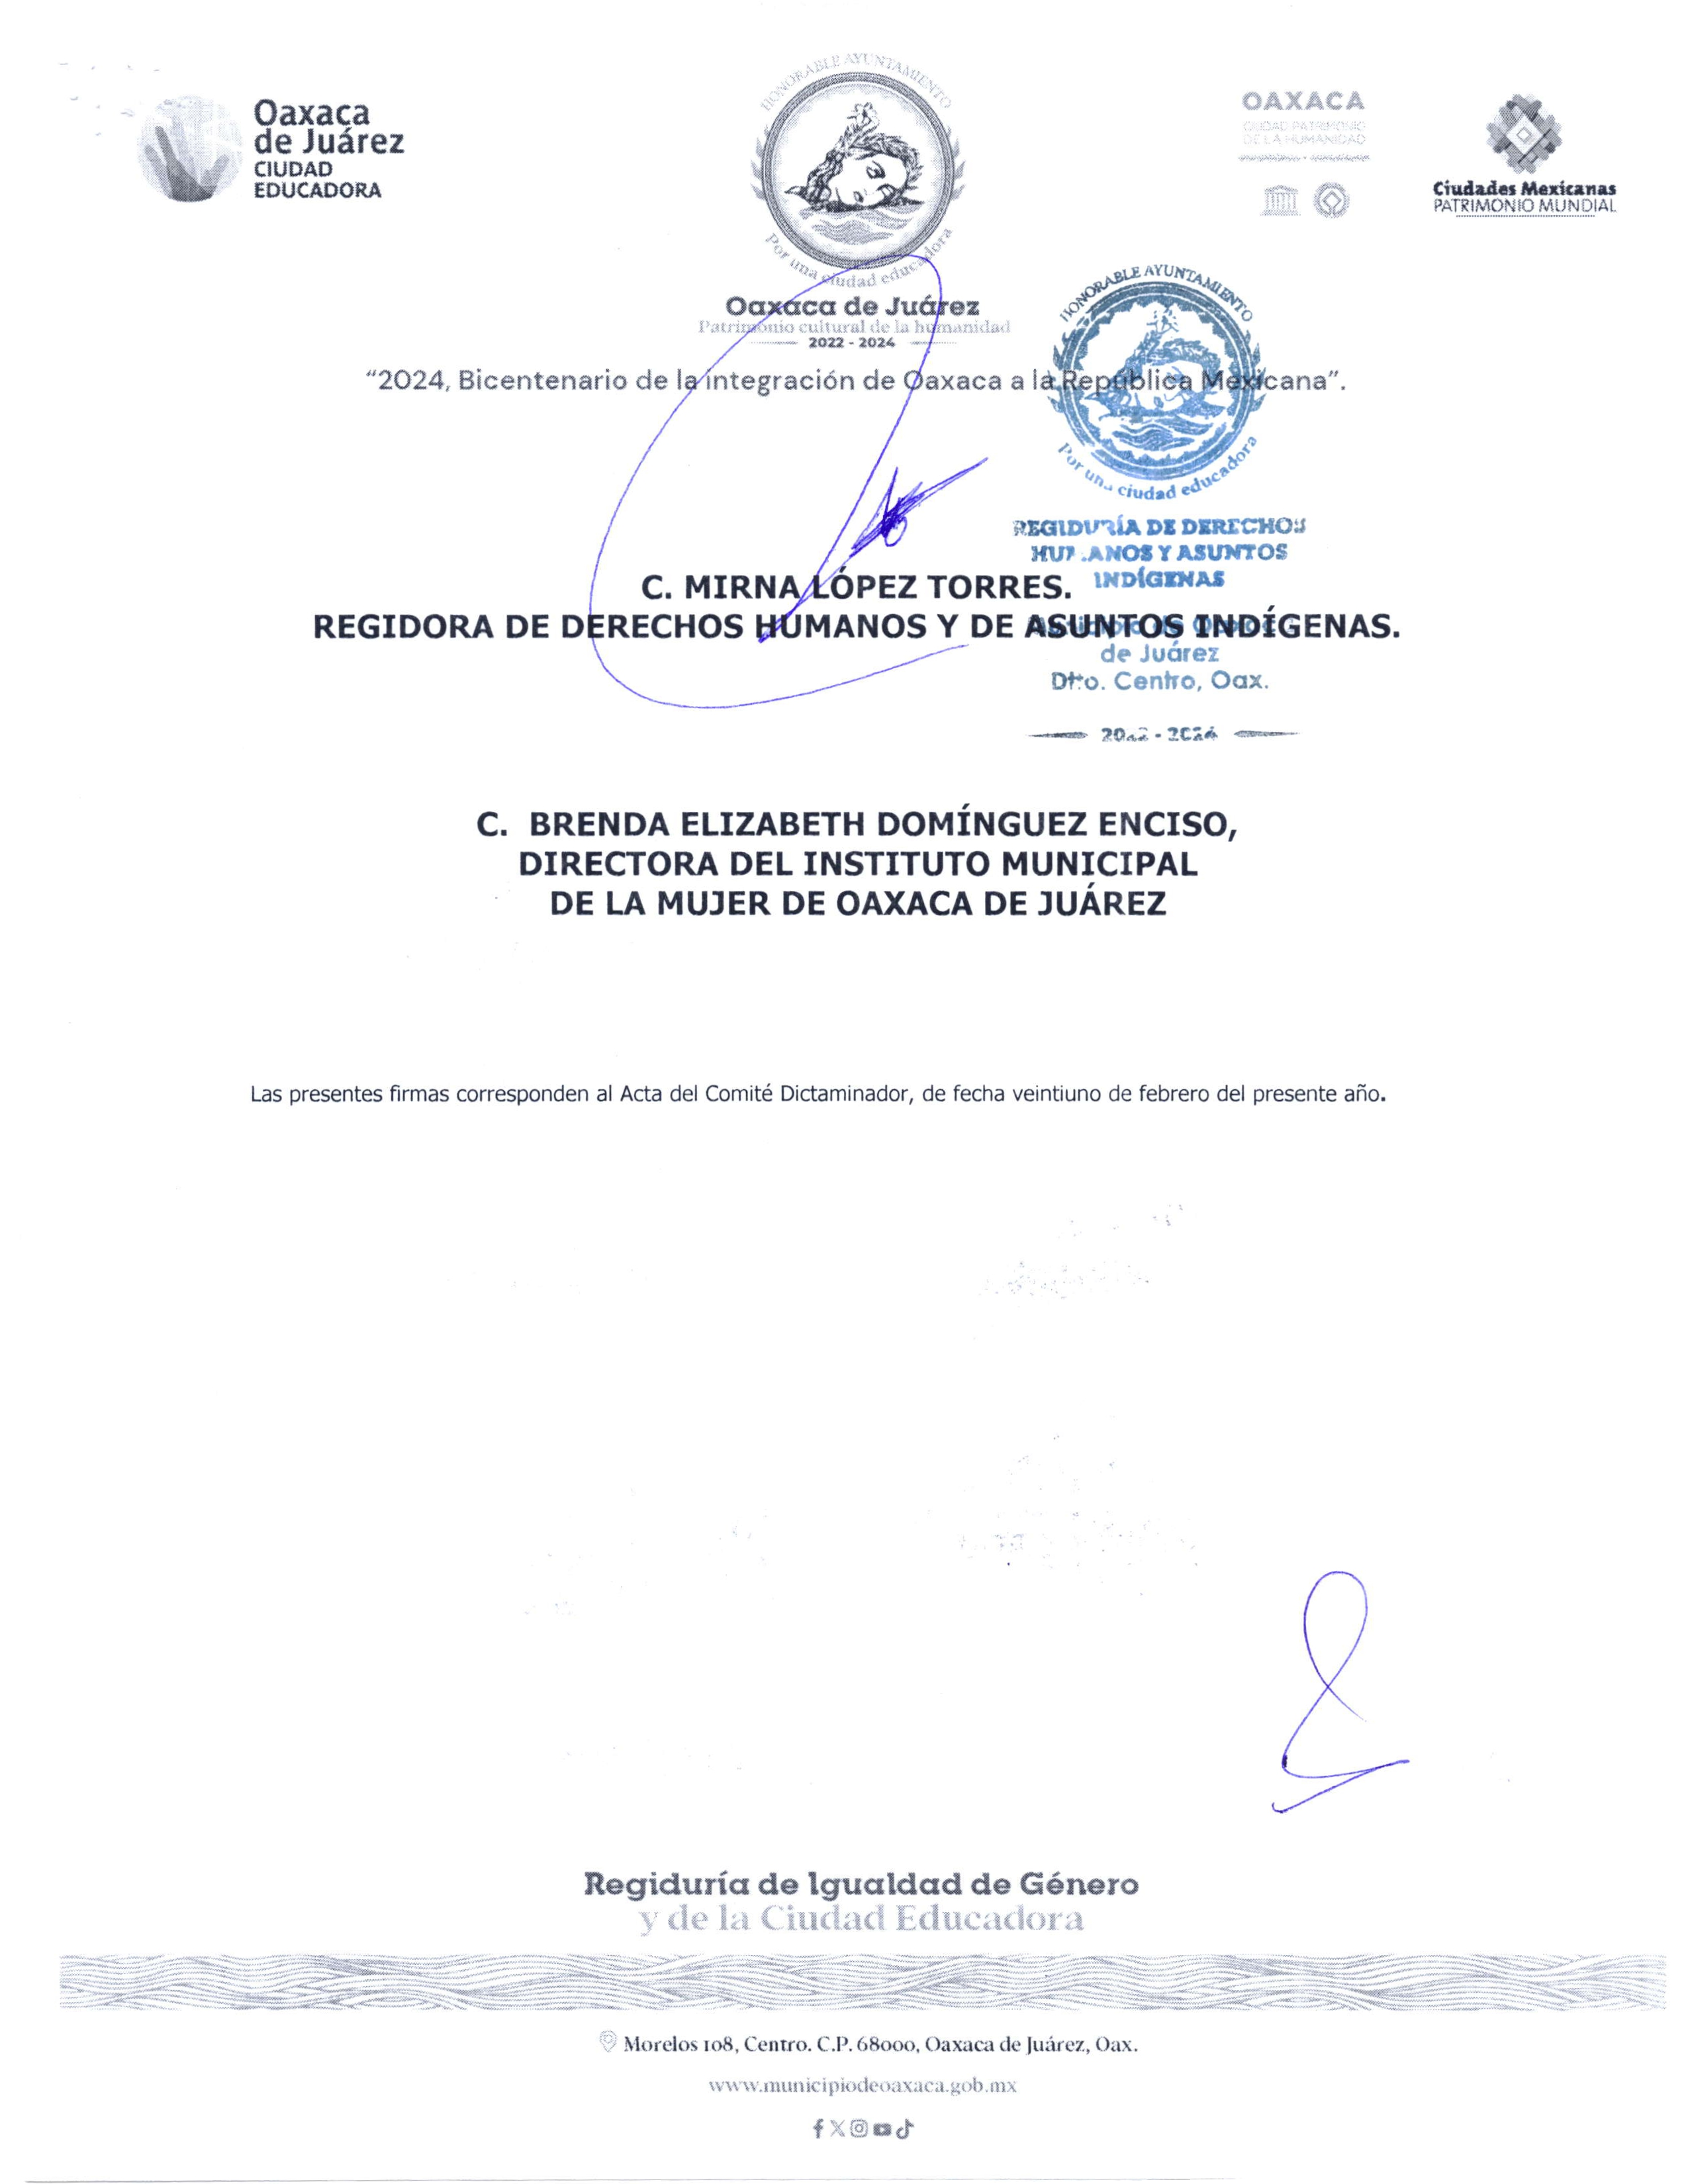 Oaxaca
de Juárez
CIUDAD
EDUCADORA
HONORABLE AYUNTAMIENTO
Por una ciudad educadora
Oaxaca de Juárez
Patrimonio cultural de la humanidad
2022 - 2024
OAXACA
CIUDAD PATRIMONIO
DE LA HUMANIDAD
Ciudades Mexicanas
PATRIMONIO MUNDIAL
“2024, Bicentenario de la integración de Oaxaca a la República Mexicana”.
HONORABLE AYUNTAMIENTO
Por una ciudad educadora
REGIDURÍA DE DERECHOS
HUMANOS Y ASUNTOS
INDÍGENAS
C. MIRNA LÓPEZ TORRES.
REGIDORA DE DERECHOS HUMANOS Y DE ASUNTOS INDÍGENAS.
de Juárez
Dtto. Centro, Oax.
2022 - 2024
C. BRENDA ELIZABETH DOMÍNGUEZ ENCISO,
DIRECTORA DEL INSTITUTO MUNICIPAL
DE LA MUJER DE OAXACA DE JUÁREZ
Las presentes firmas corresponden al Acta del Comité Dictaminador, de fecha veintiuno de febrero del presente año.
Regiduría de Igualdad de Género
y de la Ciudad Educadora
Morelos 108, Centro. C.P. 68000, Oaxaca de Juárez, Oax.
www.municipiodeoaxaca.gob.mx